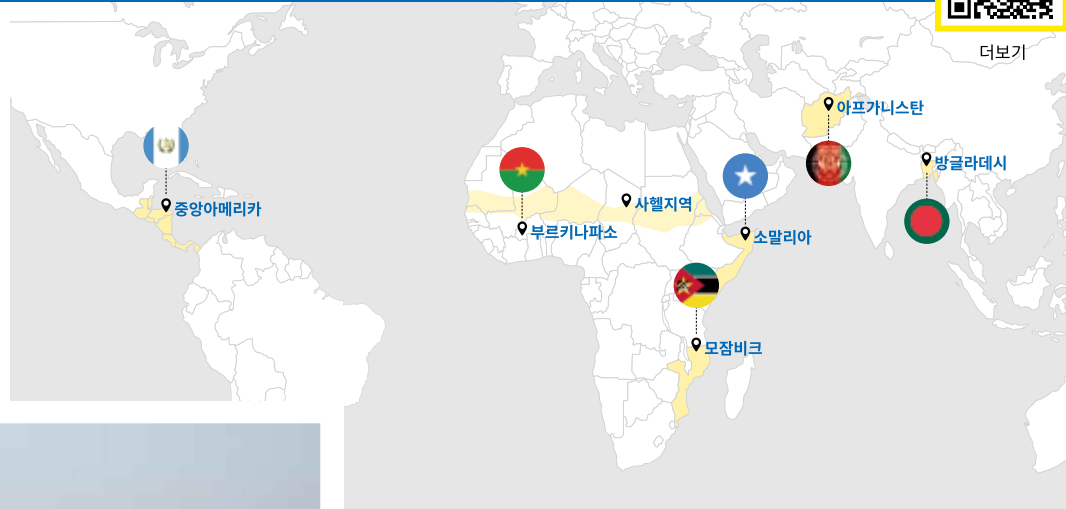 더보기
아프가니스탄
방글라데시
중앙아메리카
사헬지역
부르키나파소
소말리아
모잠비크